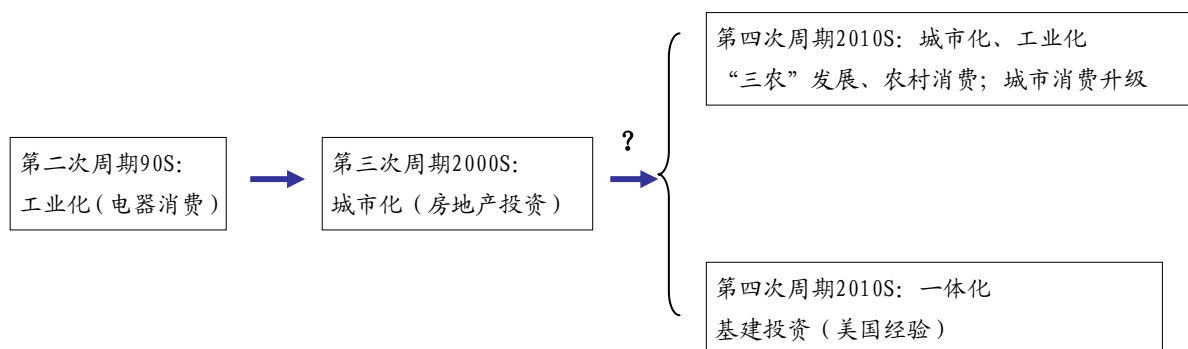 第二次周期90S：
工业化（电器消费）
第三次周期2000S：
城市化（房地产投资）
？
第四次周期2010S：城市化、工业化
“三农”发展、农村消费；城市消费升级
第四次周期2010S：一体化
基建投资（美国经验）